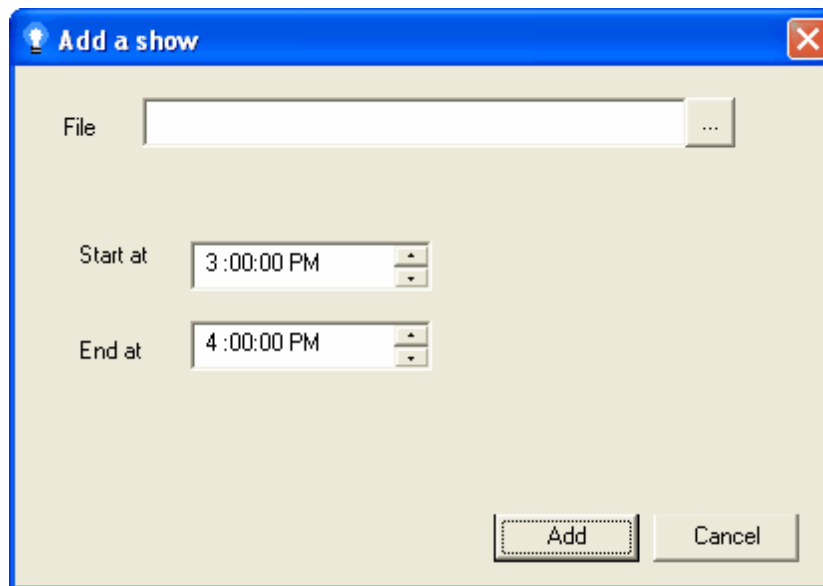 Add a show
File
...
Start at 3 :00:00 PM
End at 4 :00:00 PM
Add Cancel